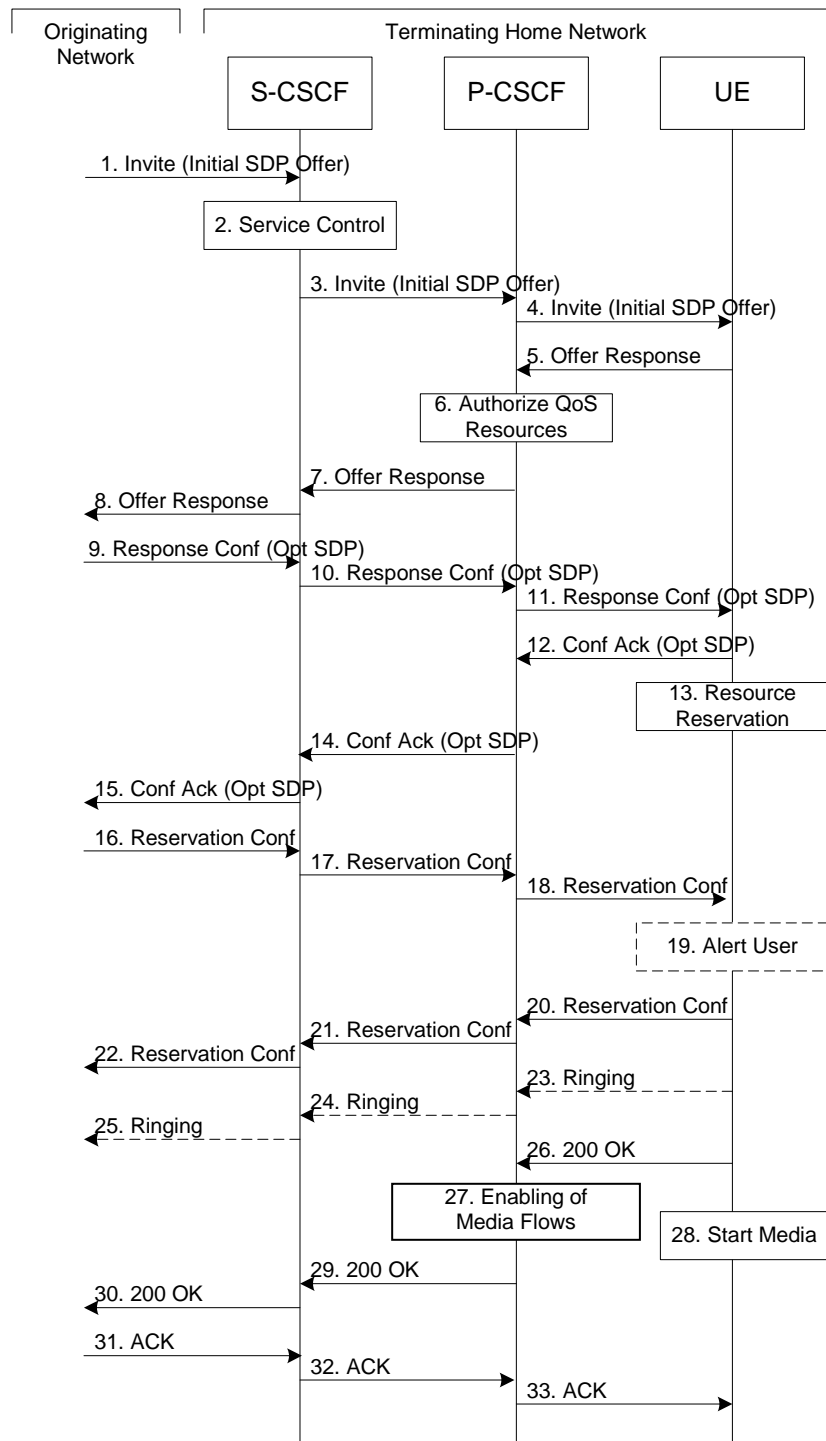 Originating
Network
Terminating Home Network
S-CSCF
P-CSCF
UE
1. Invite (Initial SDP Offer)
2. Service Control
3. Invite (Initial SDP Offer)
4. Invite (Initial SDP Offer)
5. Offer Response
6. Authorize QoS
Resources
7. Offer Response
8. Offer Response
9. Response Conf (Opt SDP)
10. Response Conf (Opt SDP)
11. Response Conf (Opt SDP)
12. Conf Ack (Opt SDP)
13. Resource
Reservation
14. Conf Ack (Opt SDP)
15. Conf Ack (Opt SDP)
16. Reservation Conf
17. Reservation Conf
18. Reservation Conf
19. Alert User
20. Reservation Conf
21. Reservation Conf
22. Reservation Conf
23. Ringing
24. Ringing
25. Ringing
26. 200 OK
27. Enabling of
Media Flows
28. Start Media
29. 200 OK
30. 200 OK
31. ACK
32. ACK
33. ACK